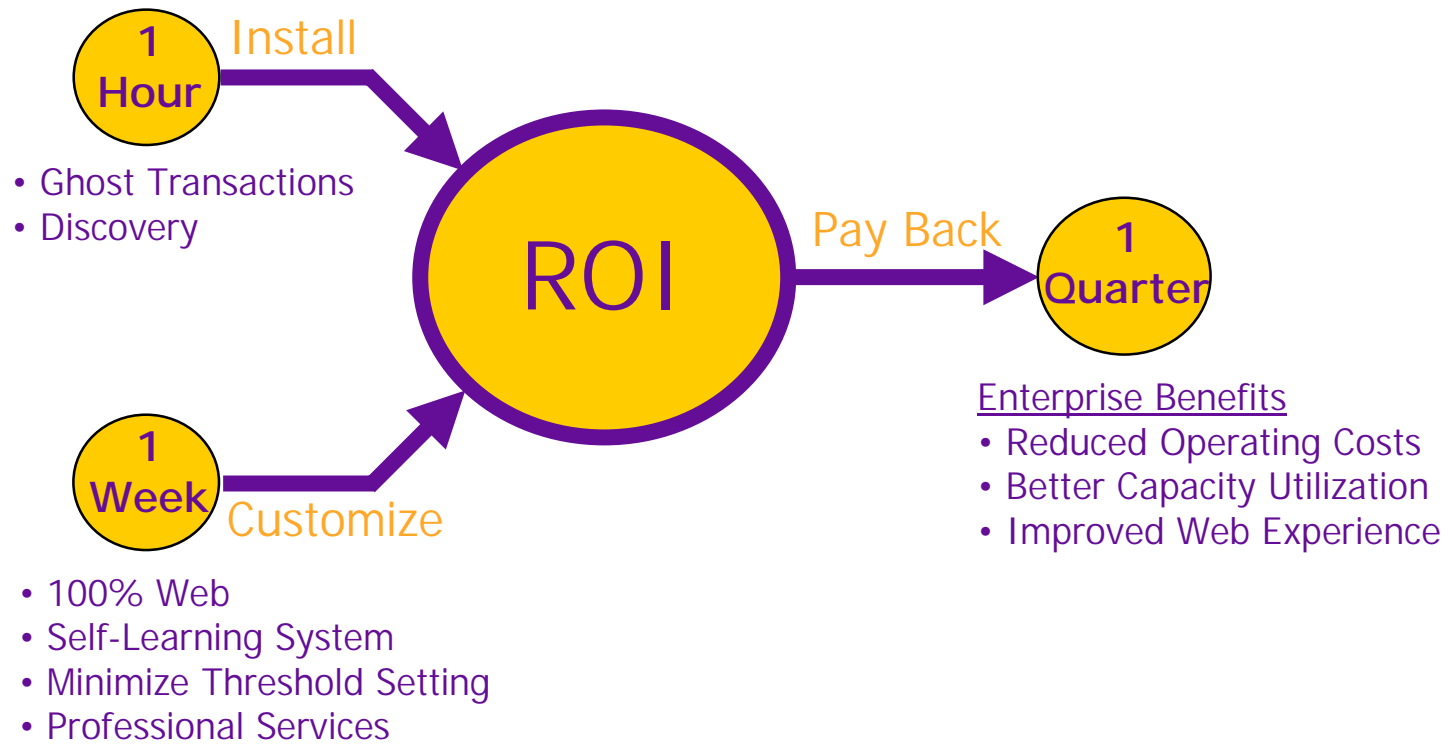 1
Hour
Install
• Ghost Transactions
• Discovery
ROI
Pay Back
1
Quarter
Enterprise Benefits
• Reduced Operating Costs
• Better Capacity Utilization
• Improved Web Experience
1
Week
Customize
• 100% Web
• Self-Learning System
• Minimize Threshold Setting
• Professional Services